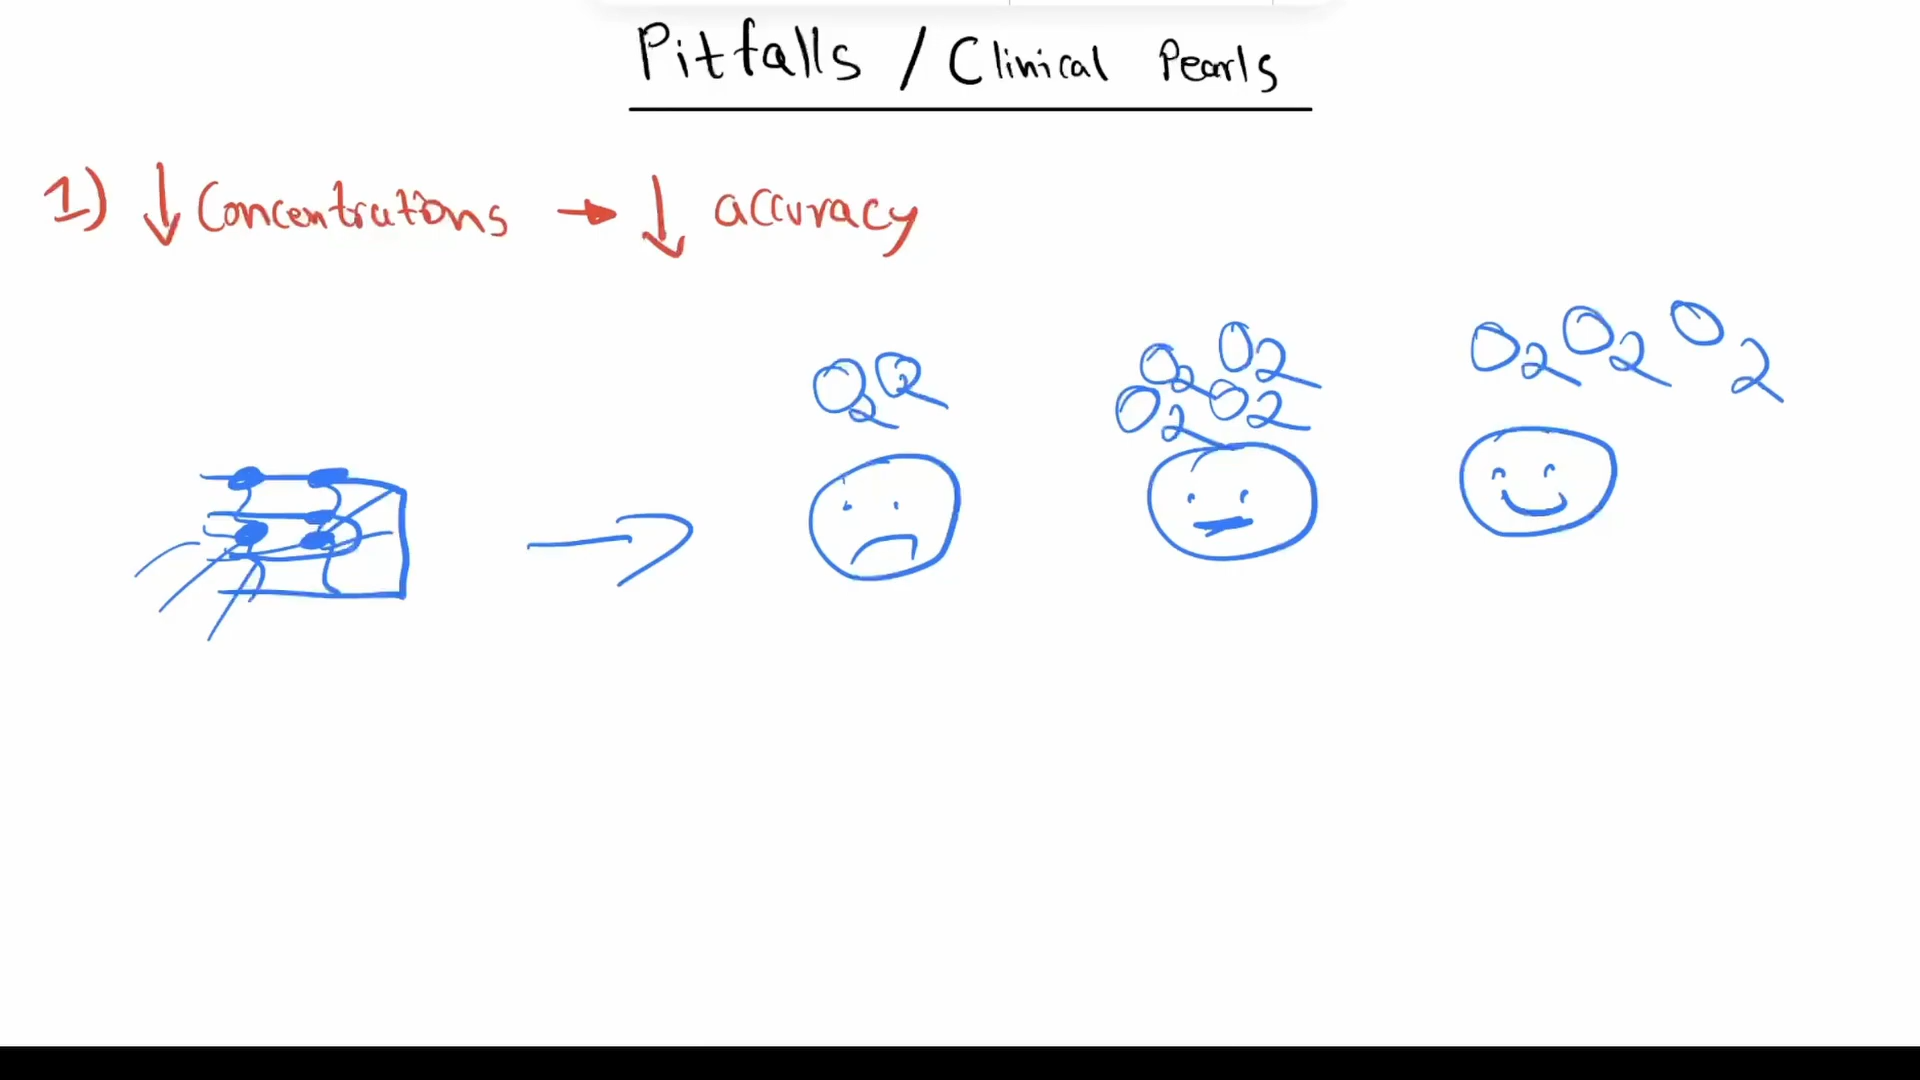 Pitfalls / Clinical Pearls
1) ↓ Concentrations → ↓ accuracy
O2 O2
O2 O2 O2 O2
O2 O2 O2